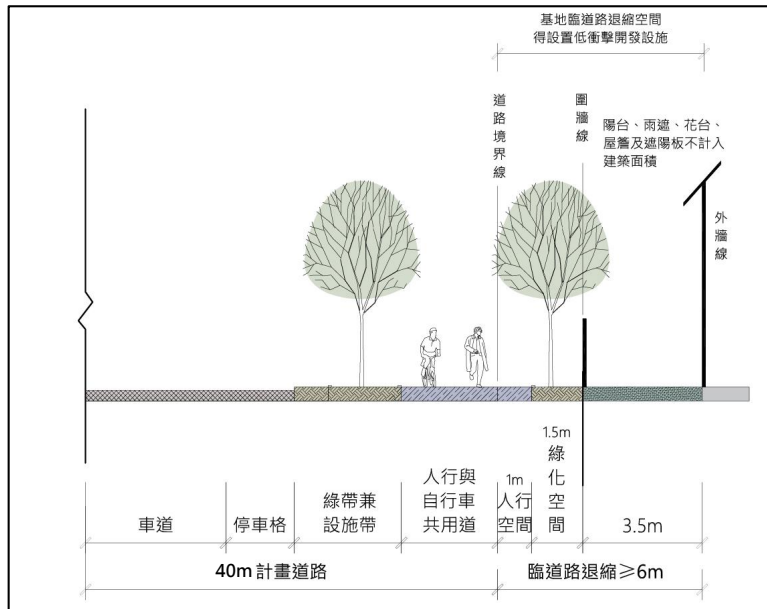 基地臨道路退縮空間
得設置低衝擊開發設施
道路境界線
圍牆線
陽台、雨遮、花台、
屋簷及遮陽板不計入
建築面積
外牆線
車道
停車格
綠帶兼
設施帶
人行與
自行車
共用道
1m
人行
空間
1.5m
綠化空間
3.5m
40m計畫道路
臨道路退縮≥6m